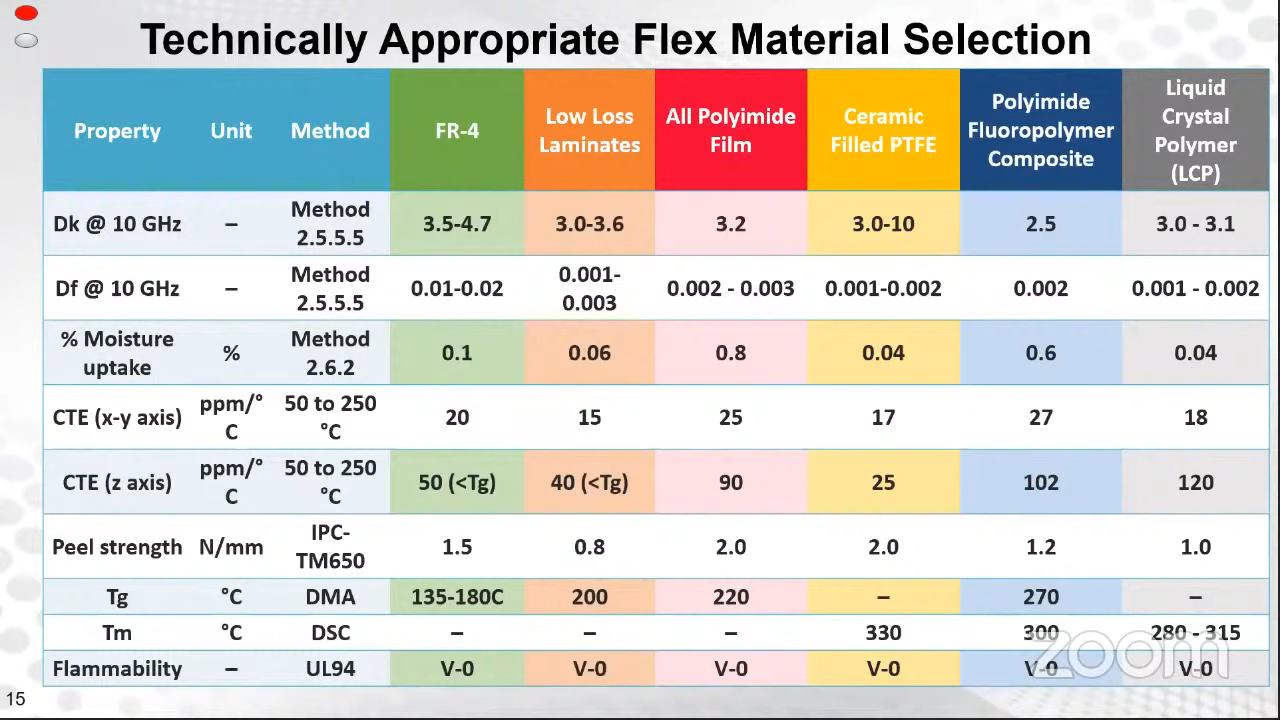 Technically Appropriate Flex Material Selection
Property Unit Method FR-4 Low Loss Laminates All Polyimide Film Ceramic Filled PTFE Polyimide Fluoropolymer Composite Liquid Crystal Polymer (LCP)
Dk @ 10 GHz – Method 2.5.5.5 3.5-4.7 3.0-3.6 3.2 3.0-10 2.5 3.0 - 3.1
Df @ 10 GHz – Method 2.5.5.5 0.01-0.02 0.001-0.003 0.002 - 0.003 0.001-0.002 0.002 0.001 - 0.002
% Moisture uptake % Method 2.6.2 0.1 0.06 0.8 0.04 0.6 0.04
CTE (x-y axis) ppm/°C 50 to 250 °C 20 15 25 17 27 18
CTE (z axis) ppm/°C 50 to 250 °C 50 (<Tg) 40 (<Tg) 90 25 102 120
Peel strength N/mm IPC-TM650 1.5 0.8 2.0 2.0 1.2 1.0
Tg °C DMA 135-180C 200 220 – 270 –
Tm °C DSC – – – 330 300 280 - 315
Flammability – UL94 V-0 V-0 V-0 V-0 V-0 V-0
zoom
15